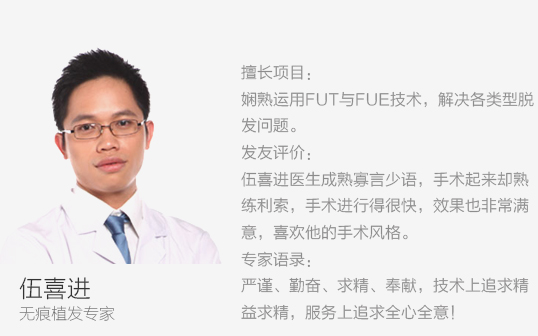 擅长项目：
娴熟运用FUT与FUE技术，解决各类型脱
发问题。
发友评价：
伍喜进医生成熟寡言少语，手术起来却熟
练利索，手术进行得很快，效果也非常满
意，喜欢他的手术风格。
专家语录：
严谨、勤奋、求精、奉献，技术上追求精
益求精，服务上追求全心全意！
伍喜进
无痕植发专家